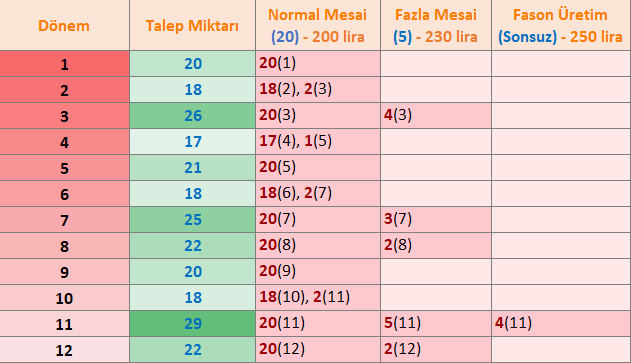 Dönem Talep Miktarı Normal Mesai (20) - 200 lira Fazla Mesai (5) - 230 lira Fason Üretim (Sonsuz) - 250 lira
1 20 20(1)
2 18 18(2), 2(3)
3 26 20(3) 4(3)
4 17 17(4), 1(5)
5 21 20(5)
6 18 18(6), 2(7)
7 25 20(7) 3(7)
8 22 20(8) 2(8)
9 20 20(9)
10 18 18(10), 2(11)
11 29 20(11) 5(11) 4(11)
12 22 20(12) 2(12)